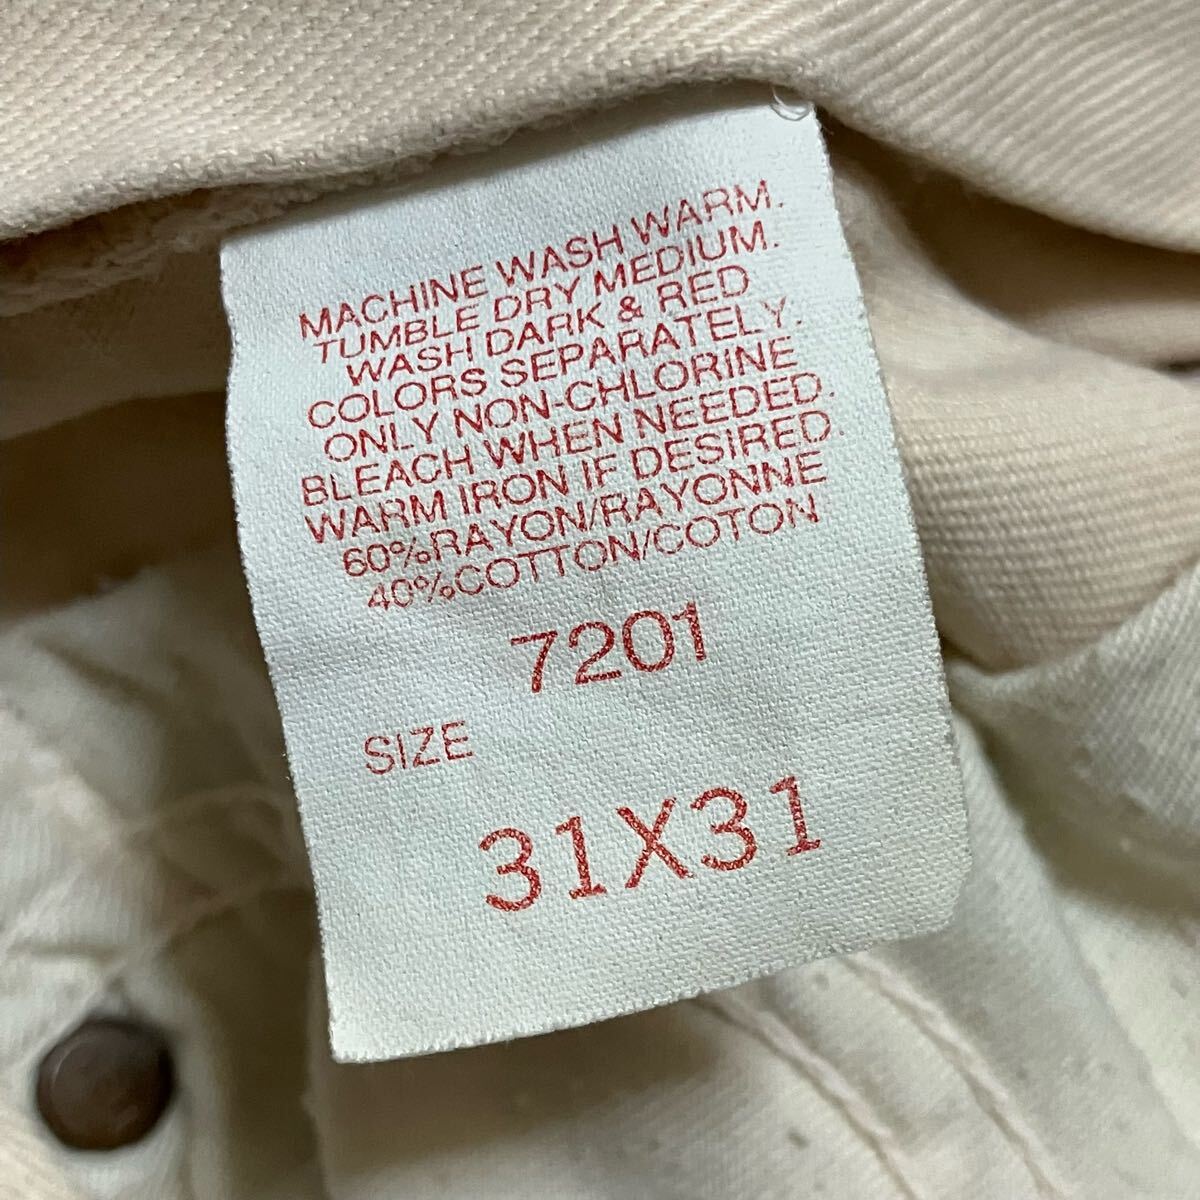 MACHINE WASH WARM.
TUMBLE DRY MEDIUM.
WASH DARK & RED
COLORS SEPARATELY.
ONLY NON-CHLORINE
BLEACH WHEN NEEDED.
WARM IRON IF DESIRED.
60%RAYON/RAYONNE
40%COTTON/COTON
7201
SIZE
31X31